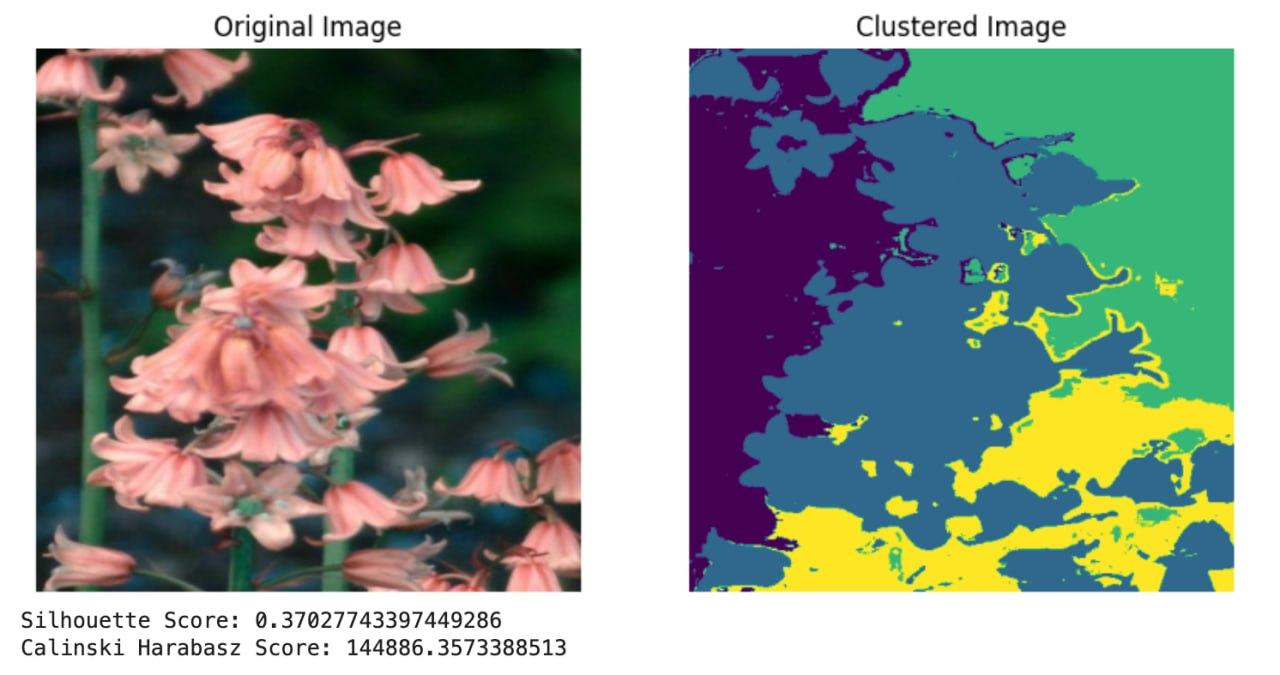 Original Image
Clustered Image
Silhouette Score: 0.37027743397449286
Calinski Harabasz Score: 144886.3573388513